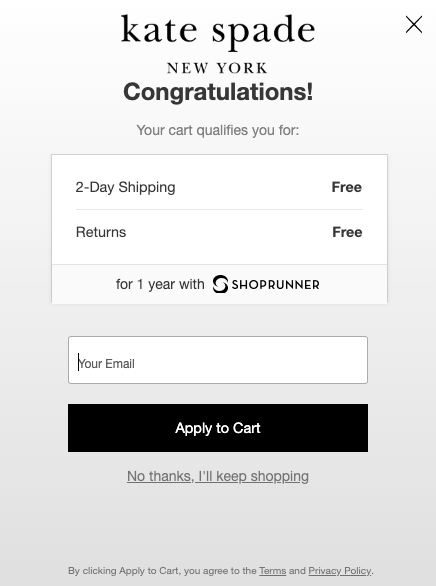 kate spade
NEW YORK
Congratulations!
Your cart qualifies you for:
2-Day Shipping Free
Returns Free
for 1 year with SHOPRUNNER
Your Email
Apply to Cart
No thanks, I'll keep shopping
By clicking Apply to Cart, you agree to the Terms and Privacy Policy.